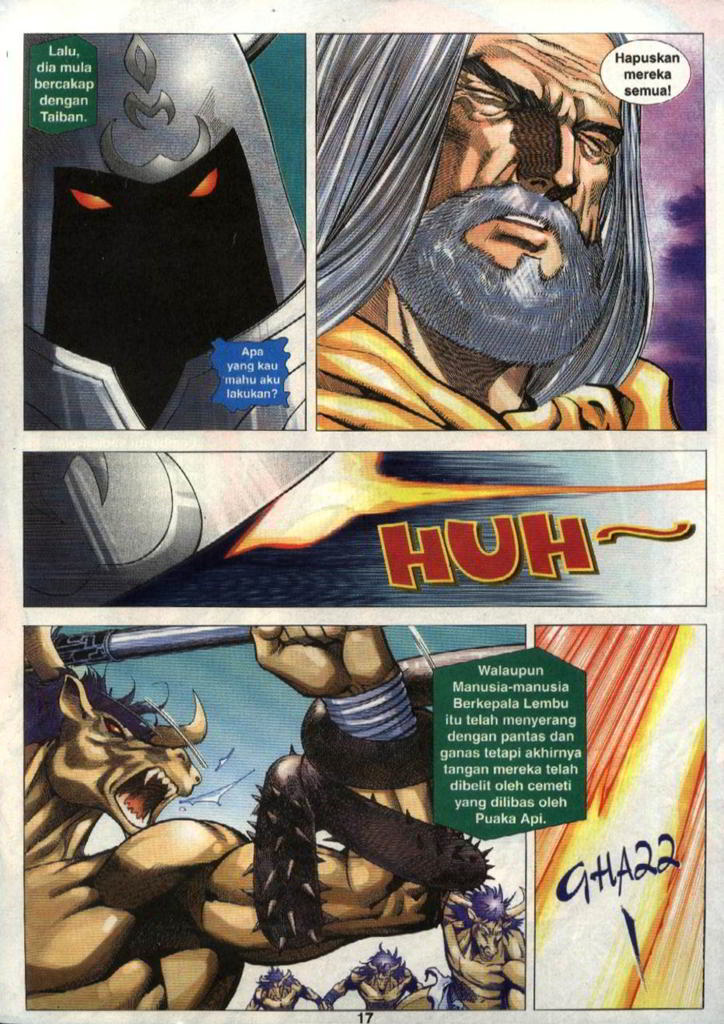 Lalu,
dia mula
bercakap
dengan
Taiban.
Apa
yang kau
mahu aku
lakukan?
Hapuskan
mereka
semua!
HUH~
Walaupun
Manusia-manusia
Berkepala Lembu
itu telah menyerang
dengan pantas dan
ganas tetapi akhirnya
tangan mereka telah
dibelit oleh cemeti
yang dilibas oleh
Puaka Api.
GHAZZ
!
17